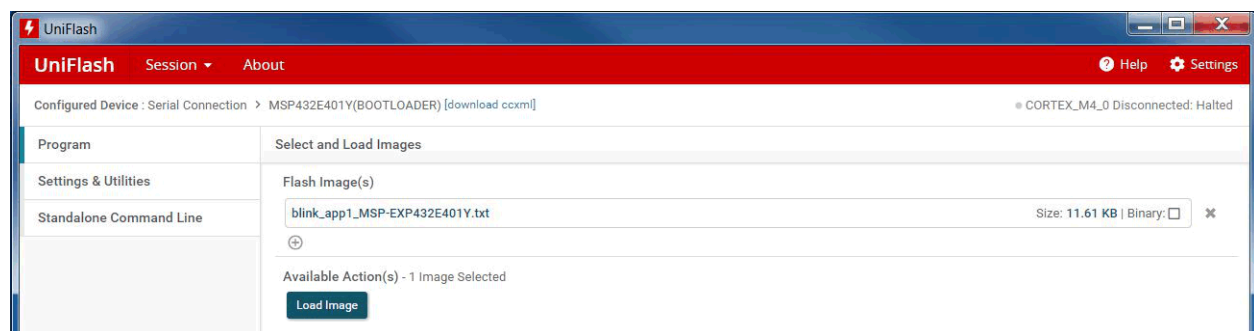 UniFlash
UniFlash Session About Help Settings
Configured Device : Serial Connection > MSP432E401Y(BOOTLOADER) [download ccxml] CORTEX_M4_0 Disconnected: Halted
Program
Select and Load Images
Settings & Utilities
Flash Image(s)
Standalone Command Line
blink_app1_MSP-EXP432E401Y.txt Size: 11.61 KB | Binary:
Available Action(s) - 1 Image Selected
Load Image